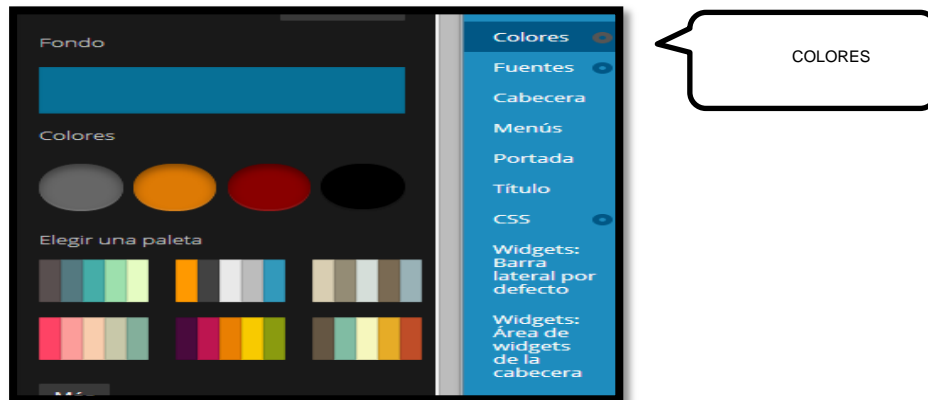 Fondo
Colores
Elegir una paleta
Más
Colores
Fuentes
Cabecera
Menús
Portada
Título
CSS
Widgets:
Barra
lateral por
defecto
Widgets:
Área de
widgets
de la
cabecera
COLORES